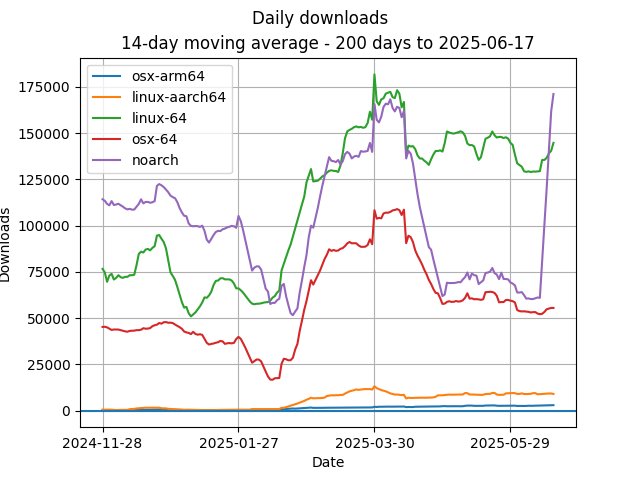 Daily downloads
14-day moving average - 200 days to 2025-06-17
osx-arm64
linux-aarch64
linux-64
osx-64
noarch
175000
150000
125000
100000
75000
50000
25000
0
Downloads
2024-11-28
2025-01-27
2025-03-30
2025-05-29
Date